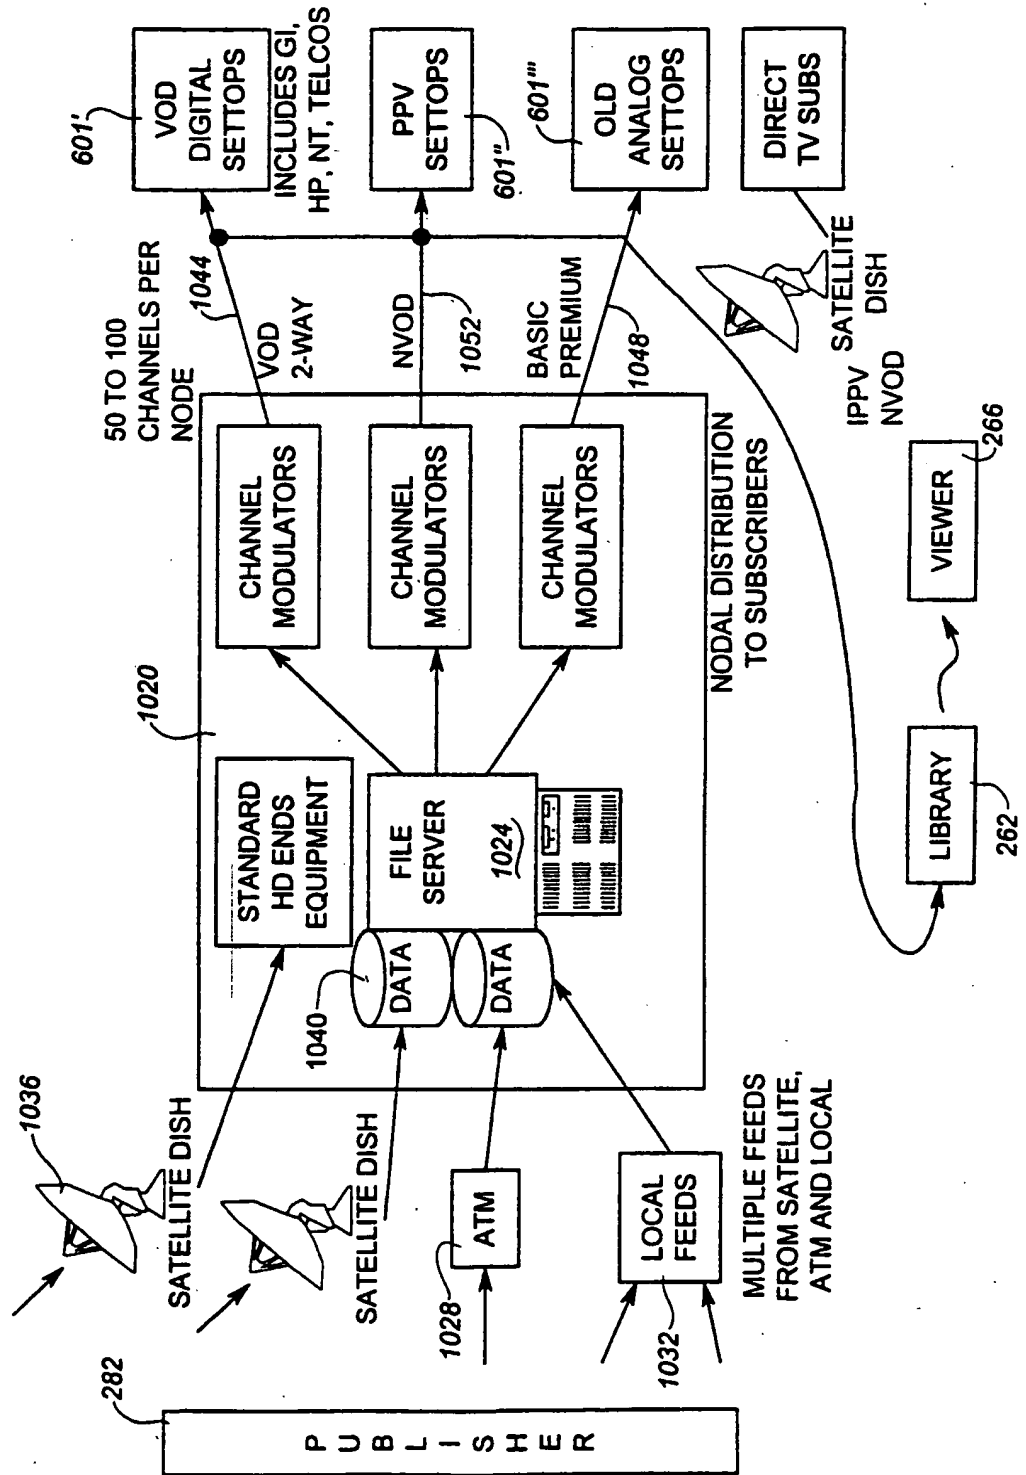 282
PUBLISHER
1036
SATELLITE DISH
SATELLITE DISH
1028
ATM
1032
LOCAL
FEEDS
MULTIPLE FEEDS
FROM SATELLITE,
ATM AND LOCAL
1020
STANDARD
HD ENDS
EQUIPMENT
1040
DATA
DATA
FILE
SERVER
1024
CHANNEL
MODULATORS
CHANNEL
MODULATORS
CHANNEL
MODULATORS
NODAL DISTRIBUTION
TO SUBSCRIBERS
50 TO 100
CHANNELS PER
NODE
1044
VOD
2-WAY
NVOD
1052
BASIC
PREMIUM
1048
601'
VOD
DIGITAL
SETTOPS
INCLUDES GI,
HP, NT, TELCOS
PPV
SETTOPS
601"
601'"
OLD
ANALOG
SETTOPS
DIRECT
TV SUBS
SATELLITE
DISH
IPPV
NVOD
LIBRARY
262
VIEWER
266